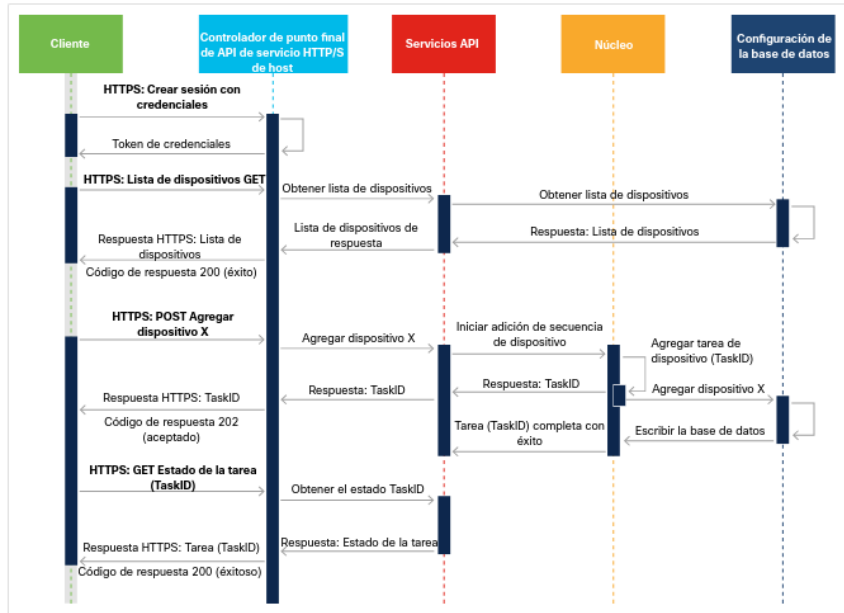 Cliente
Controlador de punto final
de API de servicio HTTP/S
de host
Servicios API
Núcleo
Configuración de
la base de datos
HTTPS: Crear sesión con
credenciales
Token de credenciales
HTTPS: Lista de dispositivos GET
Obtener lista de dispositivos
Obtener lista de dispositivos
Respuesta: Lista de dispositivos
Lista de dispositivos de
respuesta
Respuesta HTTPS: Lista de
dispositivos
Código de respuesta 200 (éxito)
HTTPS: POST Agregar
dispositivo X
Agregar dispositivo X
Iniciar adición de secuencia
de dispositivo
Agregar tarea de
dispositivo (TaskID)
Respuesta: TaskID
Respuesta: TaskID
Respuesta HTTPS: TaskID
Código de respuesta 202
(aceptado)
Agregar dispositivo X
Escribir la base de datos
Tarea (TaskID) completa con
éxito
HTTPS: GET Estado de la tarea
(TaskID)
Obtener el estado TaskID
Respuesta: Estado de la tarea
Respuesta HTTPS: Tarea (TaskID)
Código de respuesta 200 (éxitoso)